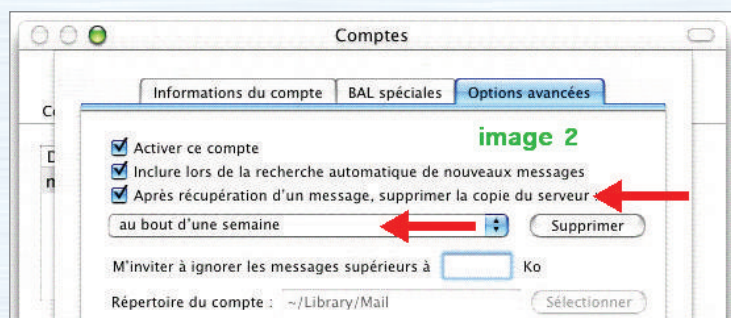 Comptes
Informations du compte BAL spéciales Options avancées
image 2
Activer ce compte
Inclure lors de la recherche automatique de nouveaux messages
Après récupération d'un message, supprimer la copie du serveur
au bout d'une semaine Supprimer
M'inviter à ignorer les messages supérieurs à Ko
Répertoire du compte : ~/Library/Mail Sélectionner